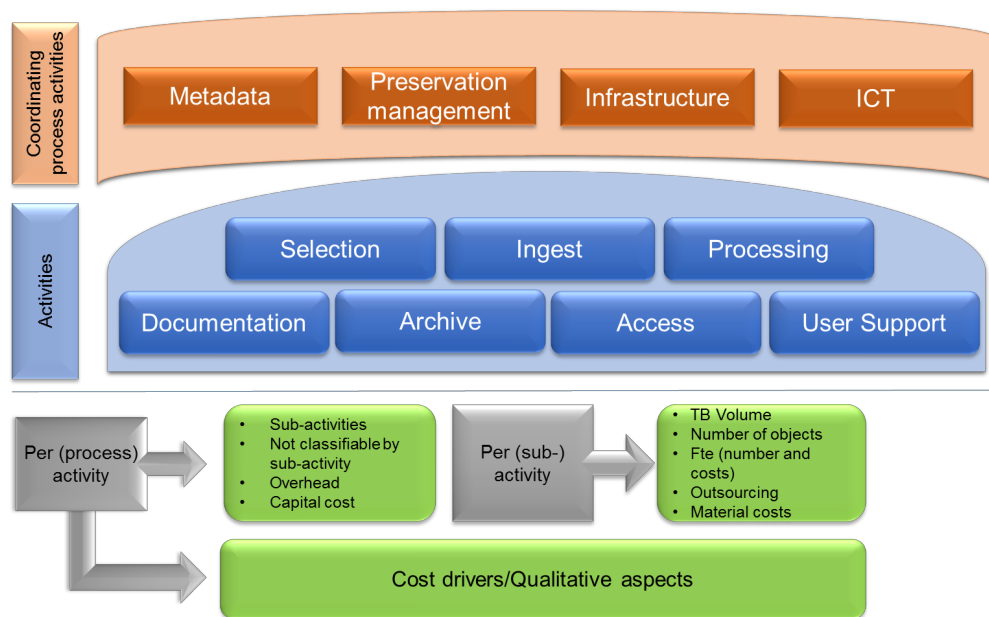 Coordinating
process activities
Metadata
Preservation
management
Infrastructure
ICT
Activities
Selection
Ingest
Processing
Documentation
Archive
Access
User Support
Per (process)
activity
• Sub-activities
• Not classifiable by
sub-activity
• Overhead
• Capital cost
Per (sub-)
activity
• TB Volume
• Number of objects
• Fte (number and
costs)
• Outsourcing
• Material costs
Cost drivers/Qualitative aspects